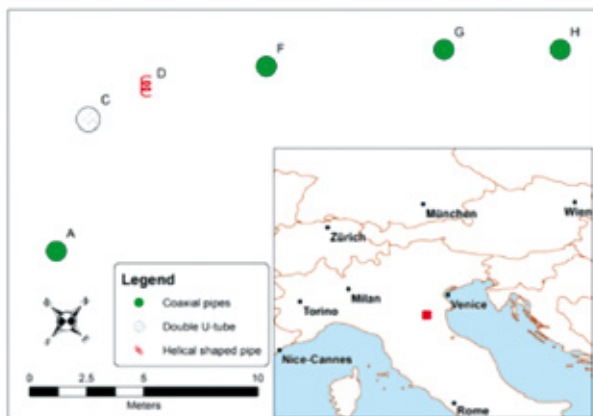 G
H
F
D
C
A
München
Wien
Zürich
Milan
Torino
Venice
Nice-Cannes
Rome
Legend
Coaxial pipes
Double U-tube
Helical shaped pipe
0 2.5 5 10
Meters